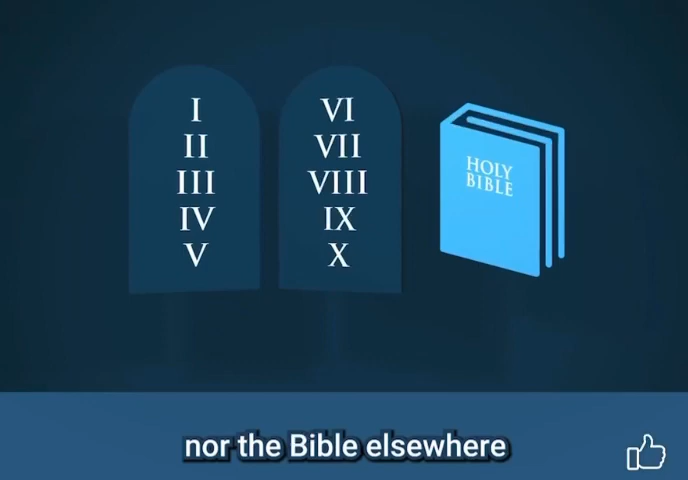 I
II
III
IV
V
VI
VII
VIII
IX
X
HOLY
BIBLE
nor the Bible elsewhere